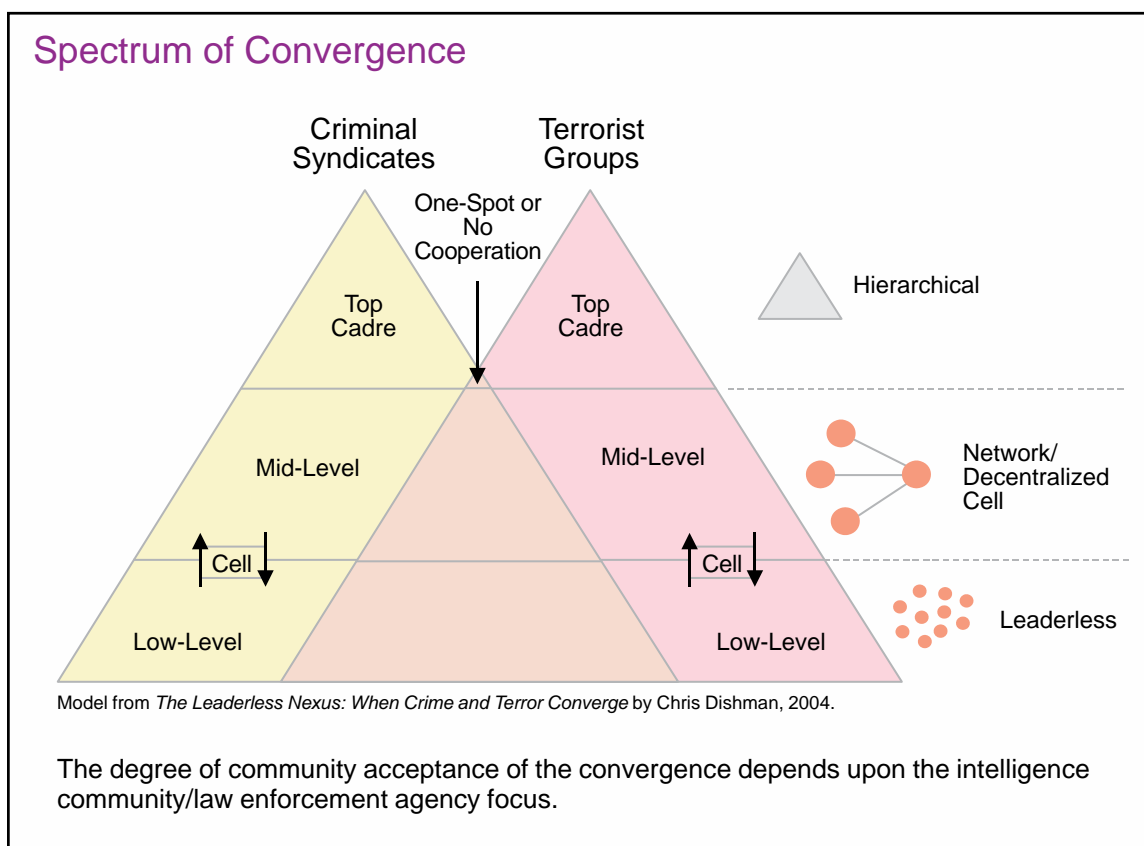 Spectrum of Convergence
Criminal
Syndicates
Terrorist
Groups
One-Spot or
No
Cooperation
Top
Cadre
Top
Cadre
Hierarchical
Mid-Level
Mid-Level
Network/
Decentralized
Cell
Cell
Cell
Low-Level
Low-Level
Leaderless
Model from The Leaderless Nexus: When Crime and Terror Converge by Chris Dishman, 2004.
The degree of community acceptance of the convergence depends upon the intelligence
community/law enforcement agency focus.